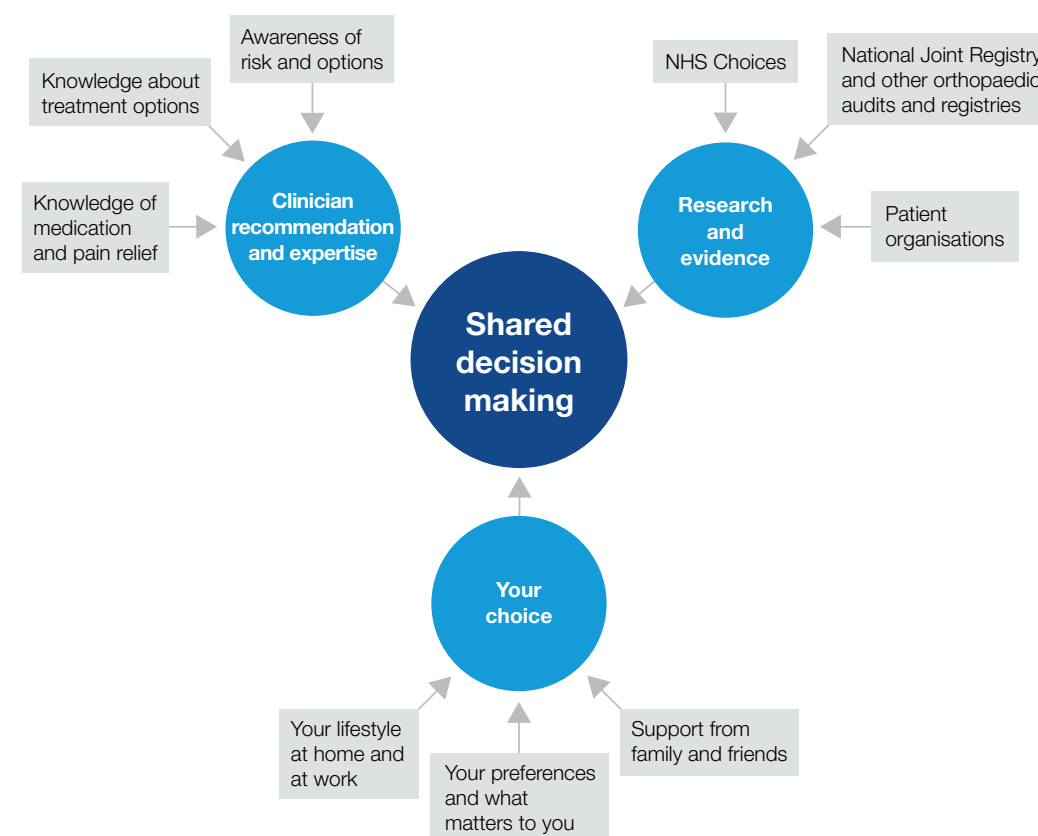 Awareness of
risk and options
Knowledge about
treatment options
Knowledge of
medication
and pain relief
Clinician
recommendation
and expertise
NHS Choices
National Joint Registry
and other orthopaedic
audits and registries
Patient
organisations
Research
and
evidence
Shared
decision
making
Your
choice
Your lifestyle
at home and
at work
Your preferences
and what
matters to you
Support from
family and friends